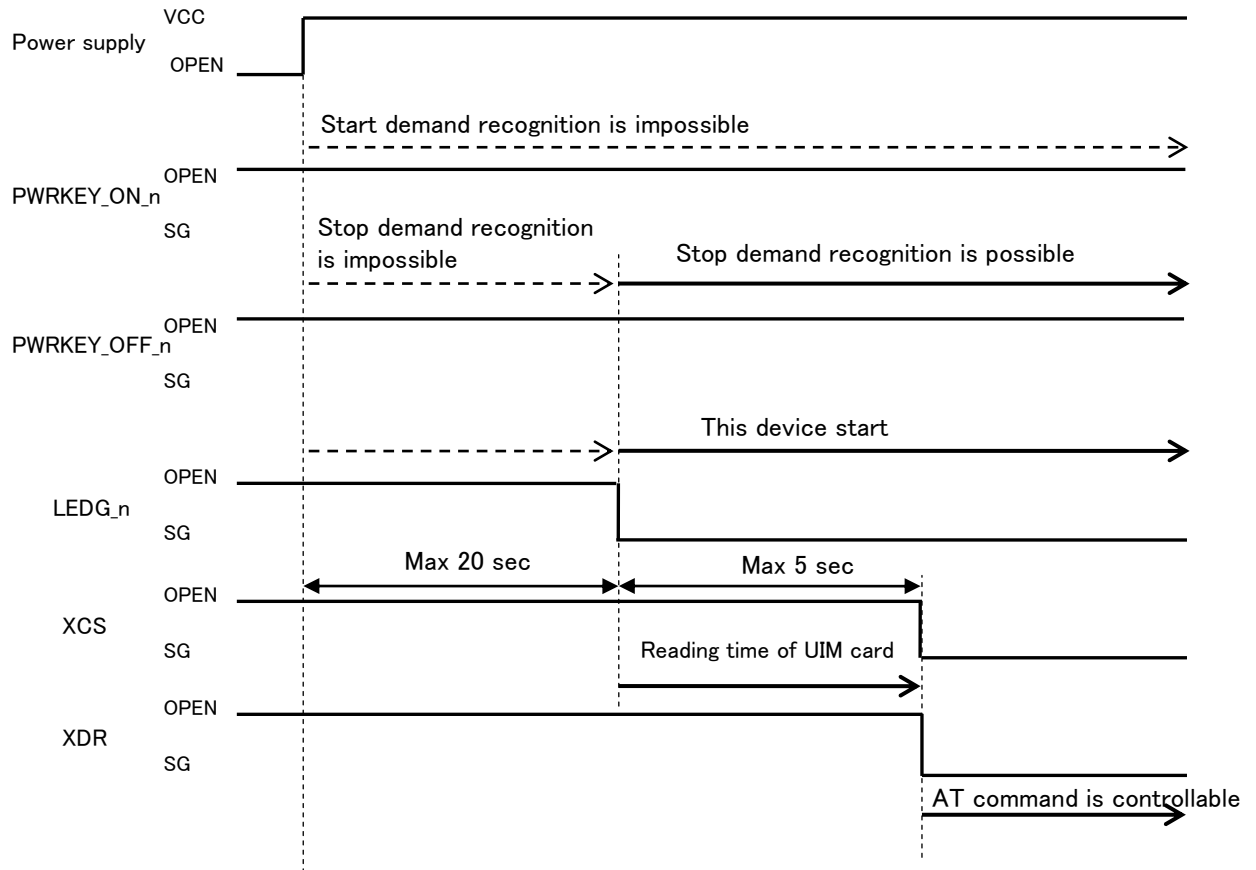 VCC
Power supply
OPEN
Start demand recognition is impossible
OPEN
PWRKEY_ON_n
SG
Stop demand recognition
is impossible
Stop demand recognition is possible
OPEN
PWRKEY_OFF_n
SG
This device start
OPEN
LEDG_n
SG
Max 20 sec
Max 5 sec
OPEN
XCS
SG
Reading time of UIM card
OPEN
XDR
SG
AT command is controllable